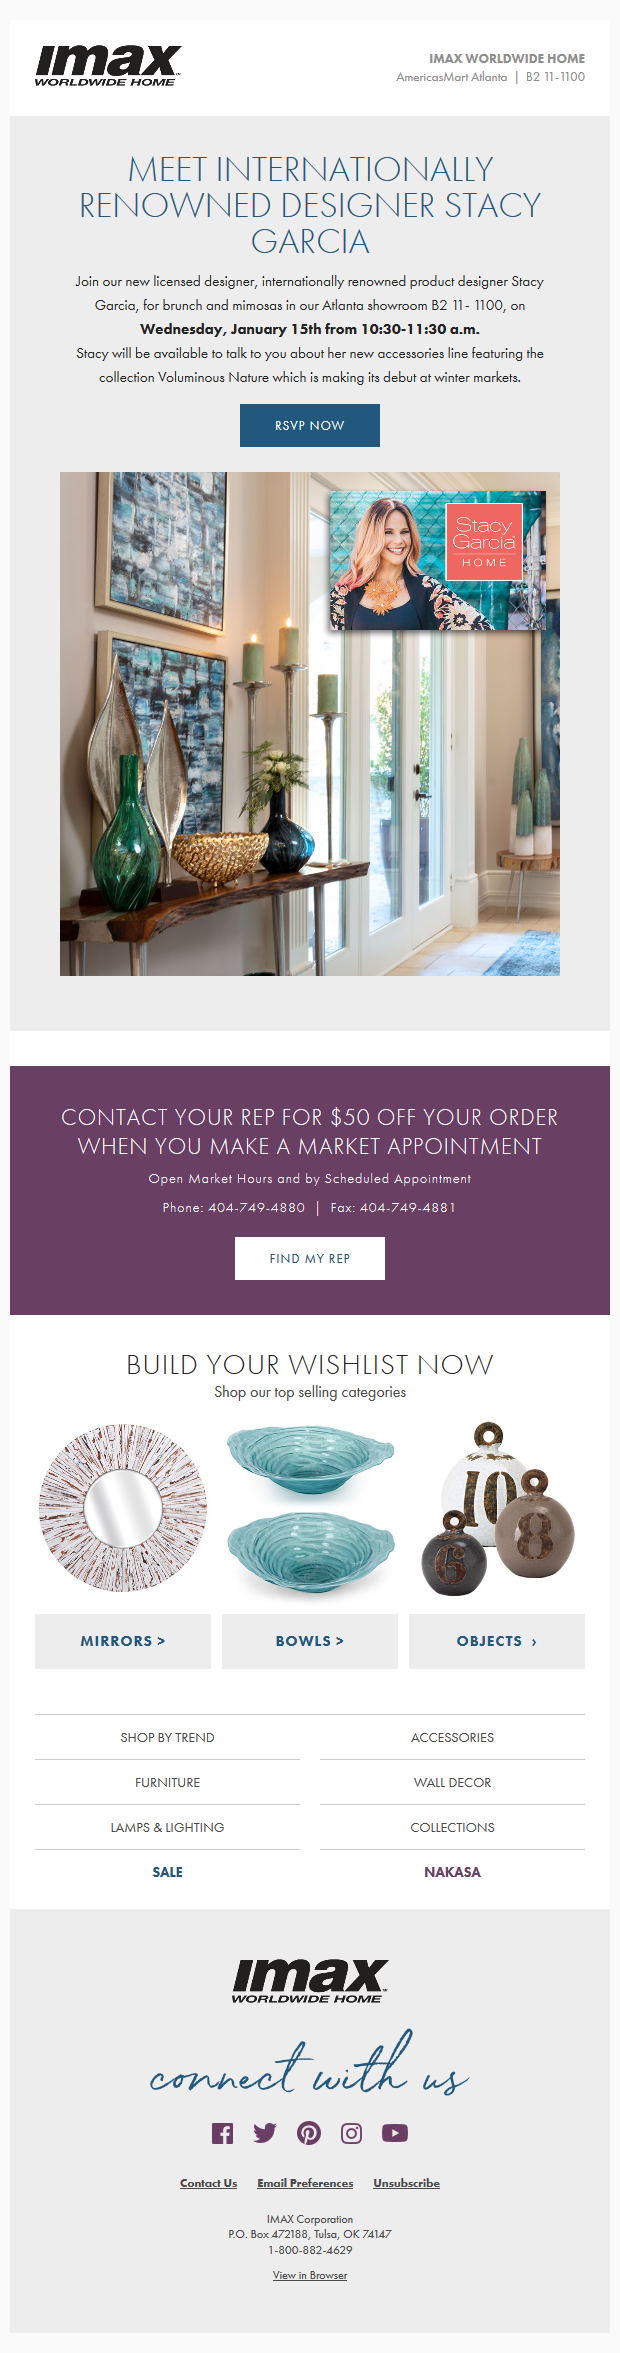 imax
WORLDWIDE HOME
IMAX WORLDWIDE HOME
AmericasMart Atlanta | B2 11-1100
MEET INTERNATIONALLY
RENOWNED DESIGNER STACY
GARCIA
Join our new licensed designer, internationally renowned product designer Stacy
Garcia, for brunch and mimosas in our Atlanta showroom B2 11- 1100, on
Wednesday, January 15th from 10:30-11:30 a.m.
Stacy will be available to talk to you about her new accessories line featuring the
collection Voluminous Nature which is making its debut at winter markets.
RSVP NOW
Stacy
Garcia
HOME
CONTACT YOUR REP FOR $50 OFF YOUR ORDER
WHEN YOU MAKE A MARKET APPOINTMENT
Open Market Hours and by Scheduled Appointment
Phone: 404-749-4880 | Fax: 404-749-4881
FIND MY REP
BUILD YOUR WISHLIST NOW
Shop our top selling categories
10
8
6
MIRRORS >
BOWLS >
OBJECTS ›
SHOP BY TREND
ACCESSORIES
FURNITURE
WALL DECOR
LAMPS & LIGHTING
COLLECTIONS
SALE
NAKASA
imax
WORLDWIDE HOME
connect with us
Contact Us
Email Preferences
Unsubscribe
IMAX Corporation
P.O. Box 472188, Tulsa, OK 74147
1-800-882-4629
View in Browser